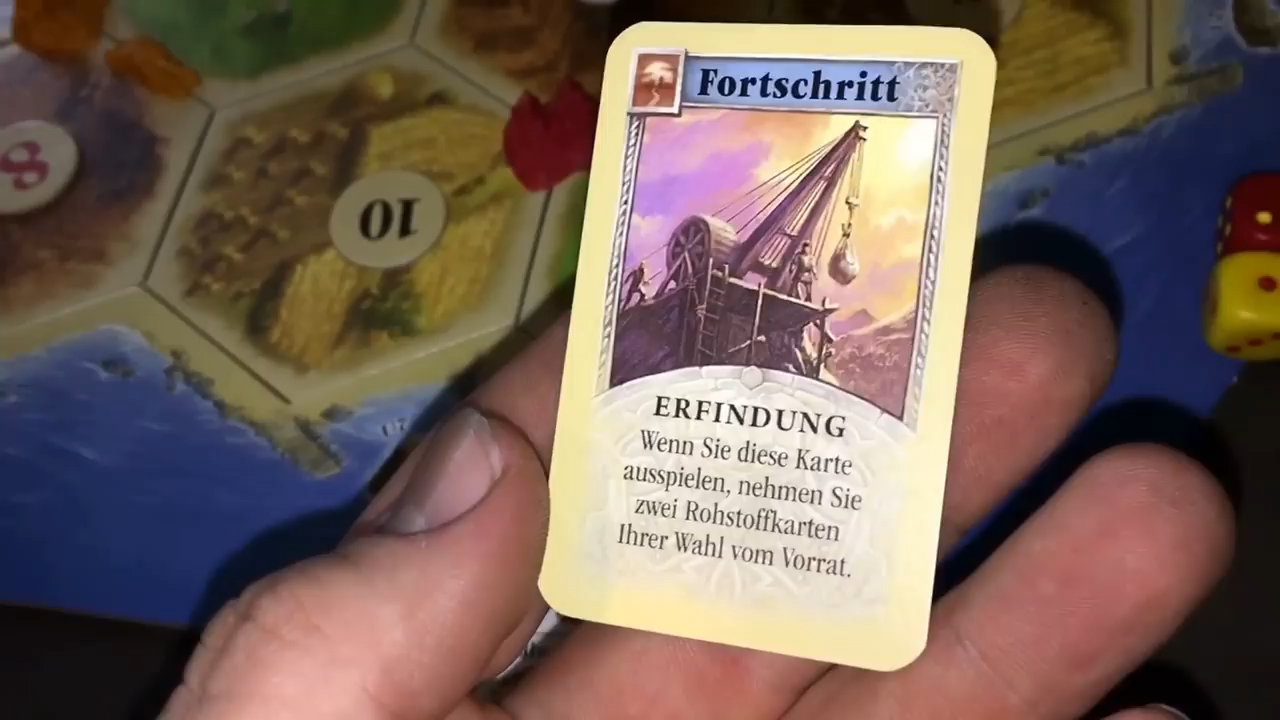 Fortschritt
ERFINDUNG
Wenn Sie diese Karte
ausspielen, nehmen Sie
zwei Rohstoffkarten
Ihrer Wahl vom Vorrat.
10
8